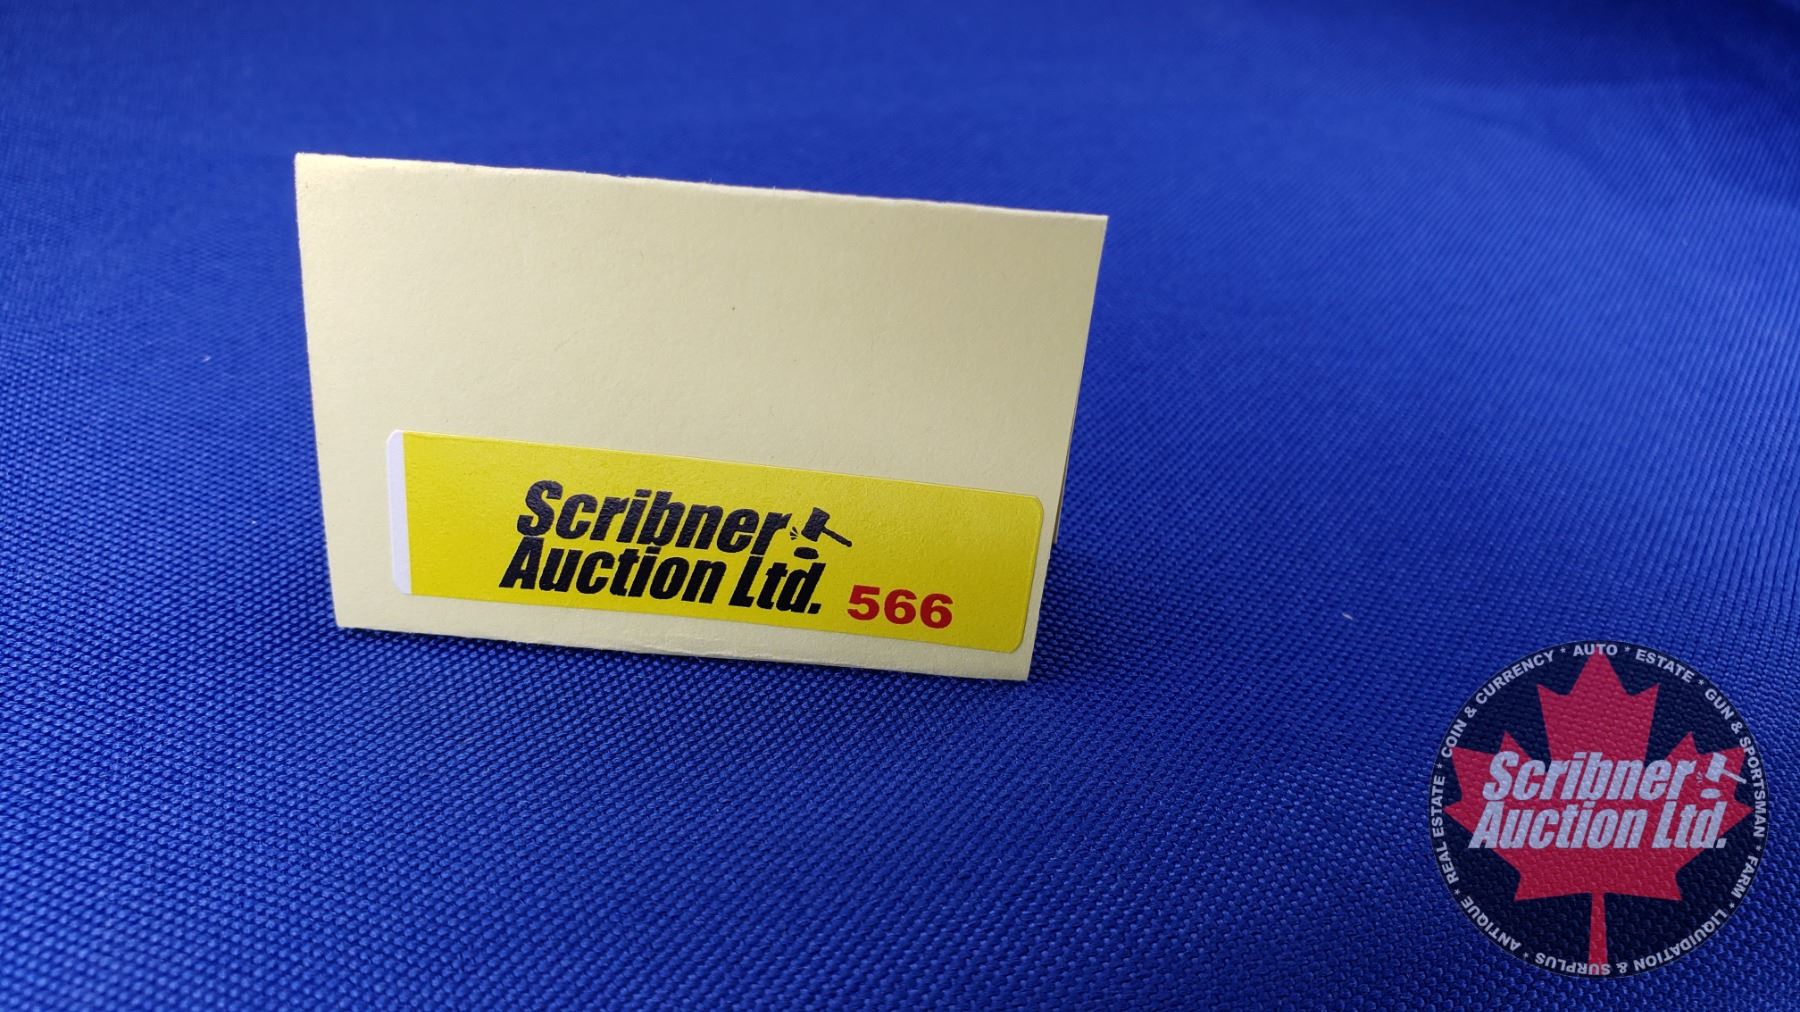 Scribner
Auction Ltd. 566
REAL ESTATE * COIN & CURRENCY * AUTO * ESTATE * GUN & SPORTSMAN * FARM * LIQUIDATION & SURPLUS * ANTIQUE *
Scribner
Auction Ltd.